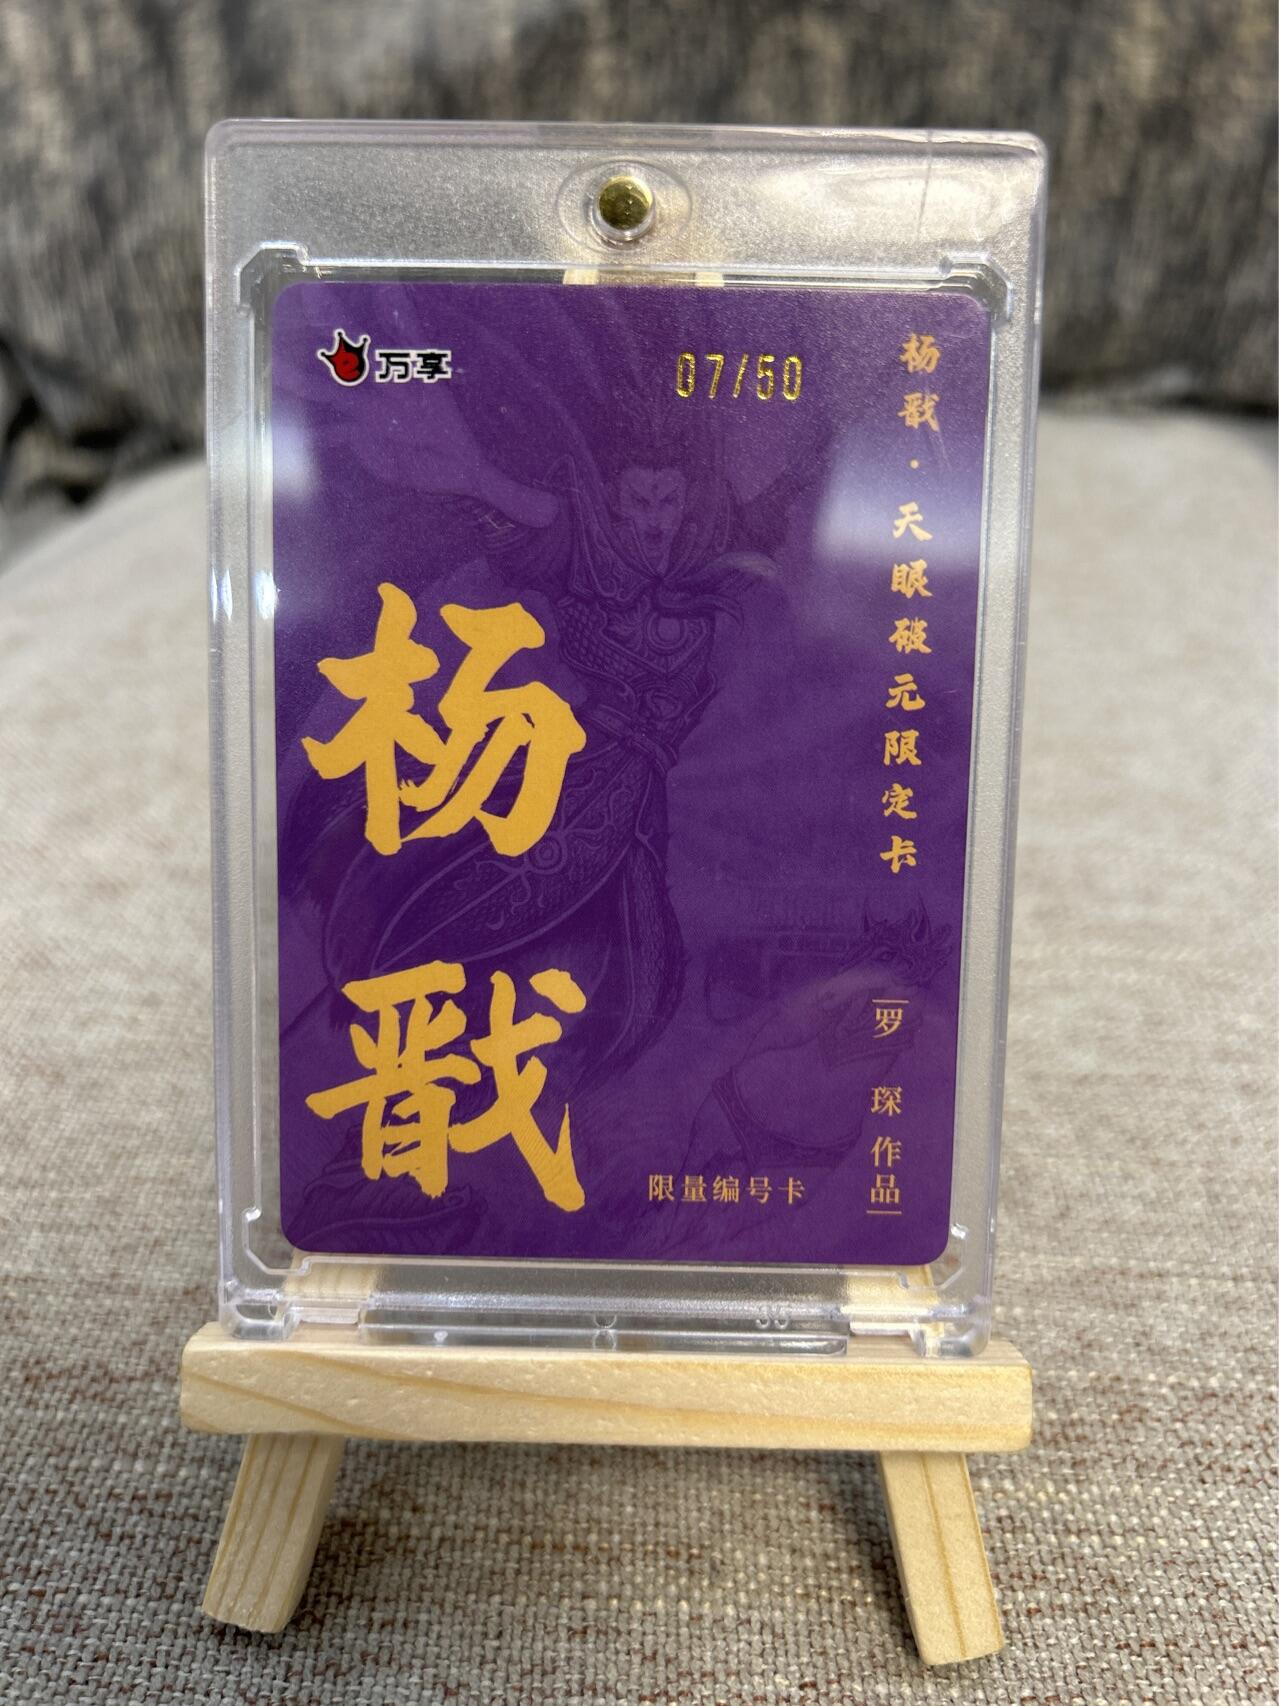 万享
07/50
杨戬·天眼破元限定卡
杨戬
罗琛作品
限量编号卡